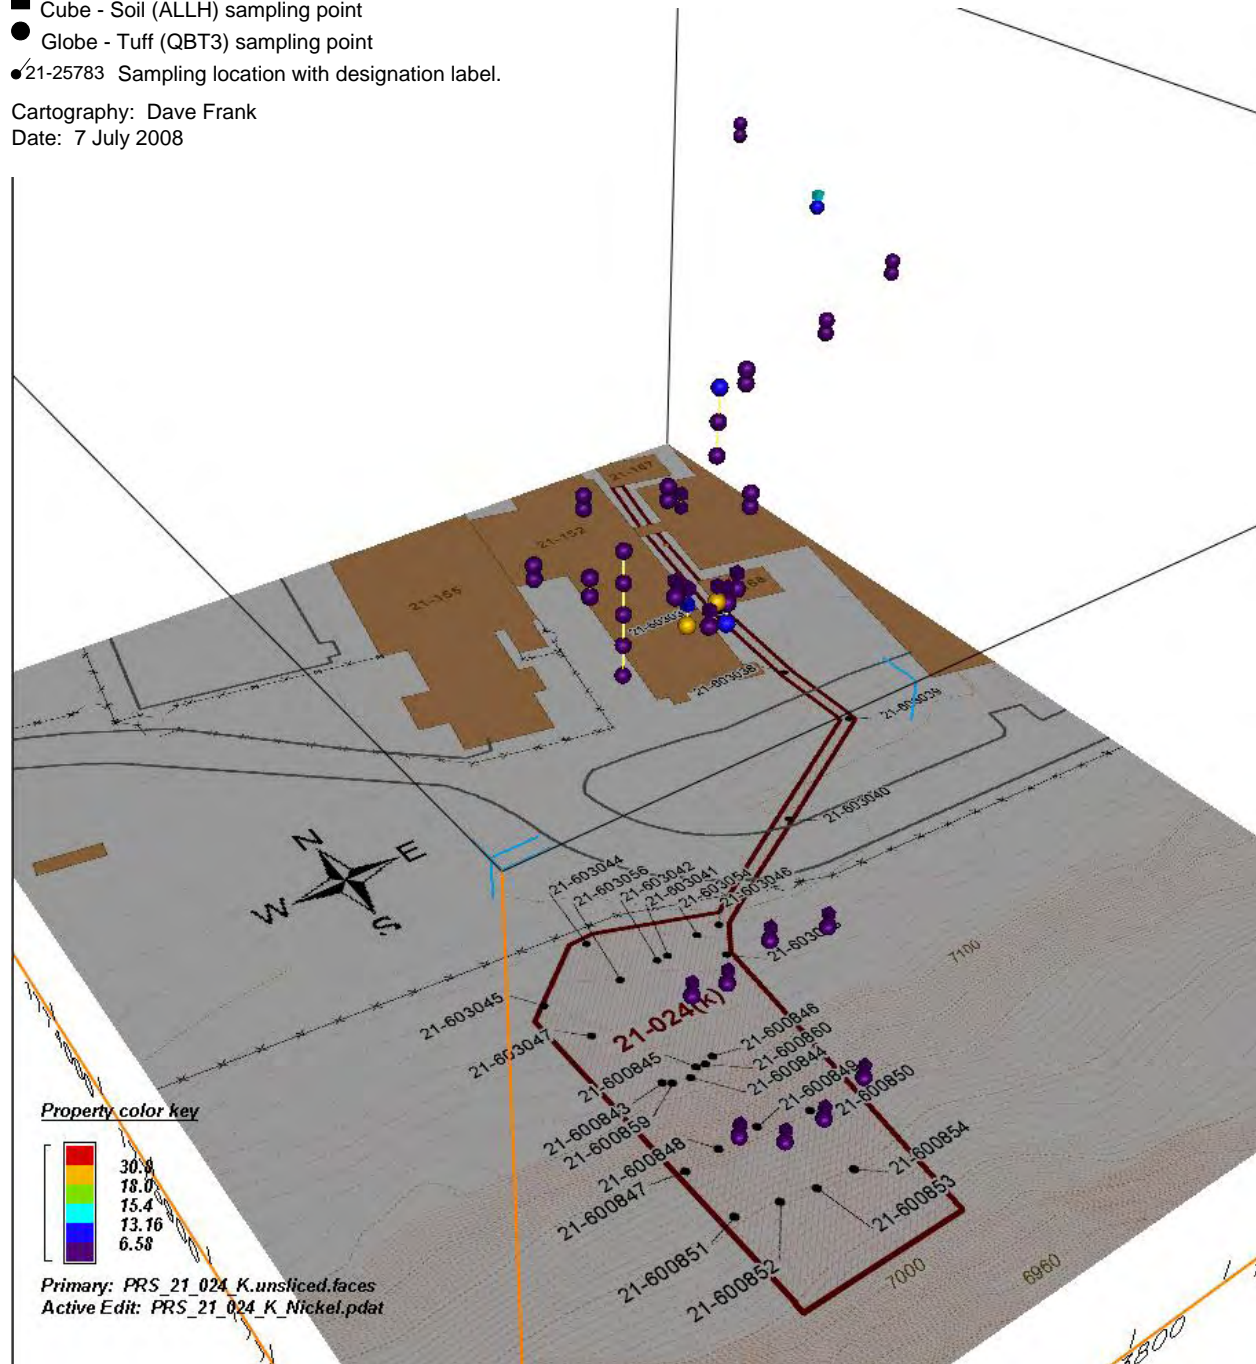 Cube - Soil (ALLH) sampling point
Globe - Tuff (QBT3) sampling point
21-25783 Sampling location with designation label.
Cartography: Dave Frank
Date: 7 July 2008
21-167
21-152
21-155
21-603038
21-603039
21-603040
N
E
W
S
21-603044
21-603056
21-603042
21-603041
21-603054
21-603046
7100
21-603045
21-603047
21-024(K)
21-600846
21-600860
21-600845
21-600844
21-600849
21-600850
21-600843
21-600859
21-600848
21-600854
21-600847
21-600853
21-600851
21-600852
7000
6960
Property color key
30.8
18.0
15.4
13.16
6.58
Primary: PRS_21_024_K.unsliced.faces
Active Edit: PRS_21_024_K_Nickel.pdat